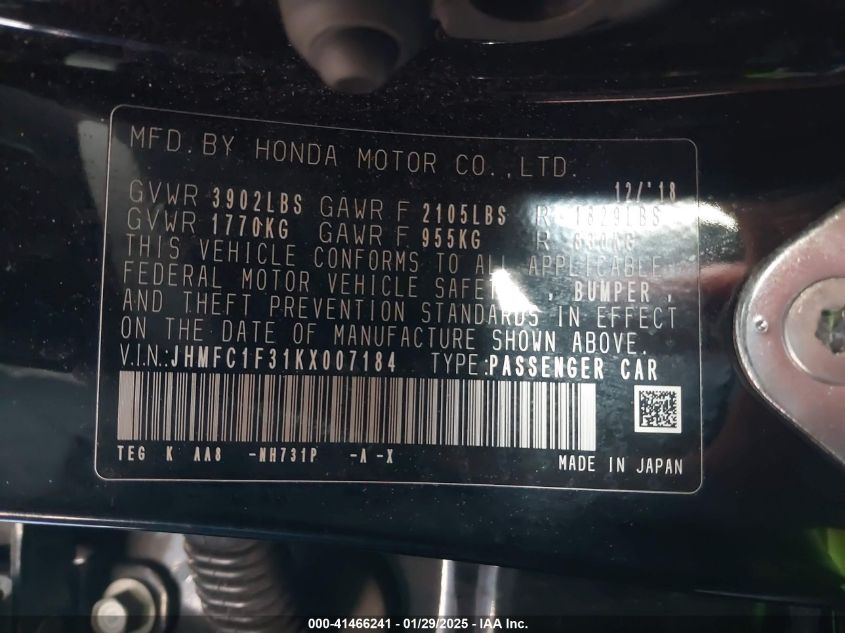 MFD. BY HONDA MOTOR CO., LTD.
12/'18
GVWR 3902LBS GAWR F 2105LBS R 1829LBS
GVWR 1770KG GAWR F 955KG R 830KG
THIS VEHICLE CONFORMS TO ALL APPLICABLE
FEDERAL MOTOR VEHICLE , BUMPER ,
AND THEFT PREVENTION STANDARDS IN EFFECT
ON THE DATE OF MANUFACTURE SHOWN ABOVE.
V.I.N.:JHMFC1F31KX007184 TYPE:PASSENGER CAR
TEG K AA8 -NH731P -A -X
MADE IN JAPAN
000-41466241 - 01/29/2025 - IAA Inc.